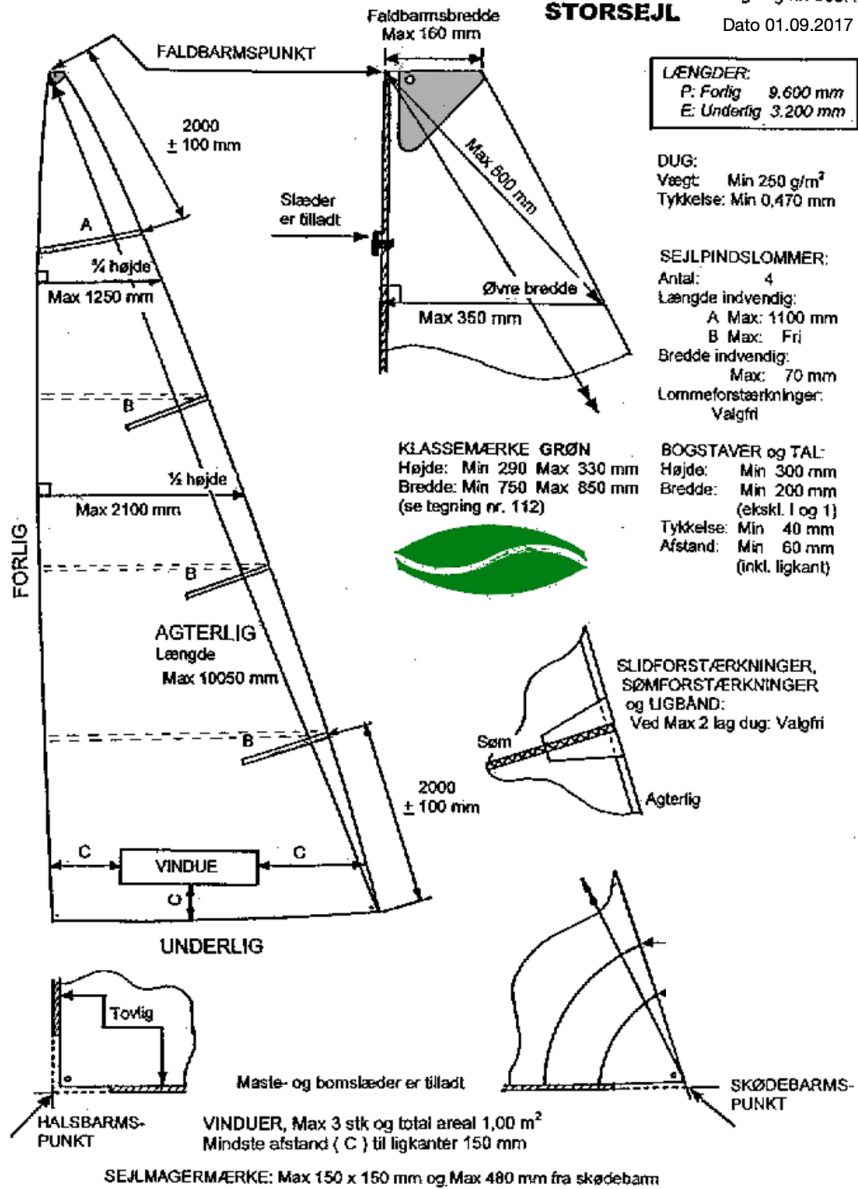 STORSEJL
Dato 01.09.2017
Faldbarmsbredde
Max 160 mm
FALDBARMSPUNKT
LÆNGDER:
P: Forlig 9.600 mm
E: Underlig 3.200 mm
2000
± 100 mm
Max 500 mm
DUG:
Vægt: Min 250 g/m²
Tykkelse: Min 0,470 mm
Slæder
er tilladt
A
¾ højde
Max 1250 mm
Øvre bredde
Max 350 mm
SEJLPINDSLOMMER:
Antal: 4
Længde indvendig:
A Max: 1100 mm
B Max: Fri
Bredde indvendig:
Max: 70 mm
Lommeforstærkninger:
Valgfri
B
½ højde
Max 2100 mm
KLASSEMÆRKE GRØN
Højde: Min 290 Max 330 mm
Bredde: Min 750 Max 850 mm
(se tegning nr. 112)
BOGSTAVER og TAL:
Højde: Min 300 mm
Bredde: Min 200 mm
(ekskl. I og 1)
Tykkelse: Min 40 mm
Afstand: Min 60 mm
(inkl. ligkant)
FORLIG
B
AGTERLIG
Længde
Max 10050 mm
SLIDFORSTÆRKNINGER,
SØMFORSTÆRKNINGER
og LIGBÅND:
Ved Max 2 lag dug: Valgfri
Søm
Agterlig
B
2000
± 100 mm
C
VINDUE
C
C
UNDERLIG
Tovlig
Maste- og bomslæder er tilladt
HALSBARMS-
PUNKT
SKØDEBARMS-
PUNKT
VINDUER, Max 3 stk og total areal 1,00 m²
Mindste afstand ( C ) til ligkanter 150 mm
SEJLMAGERMÆRKE: Max 150 x 150 mm og Max 480 mm fra skødebarm